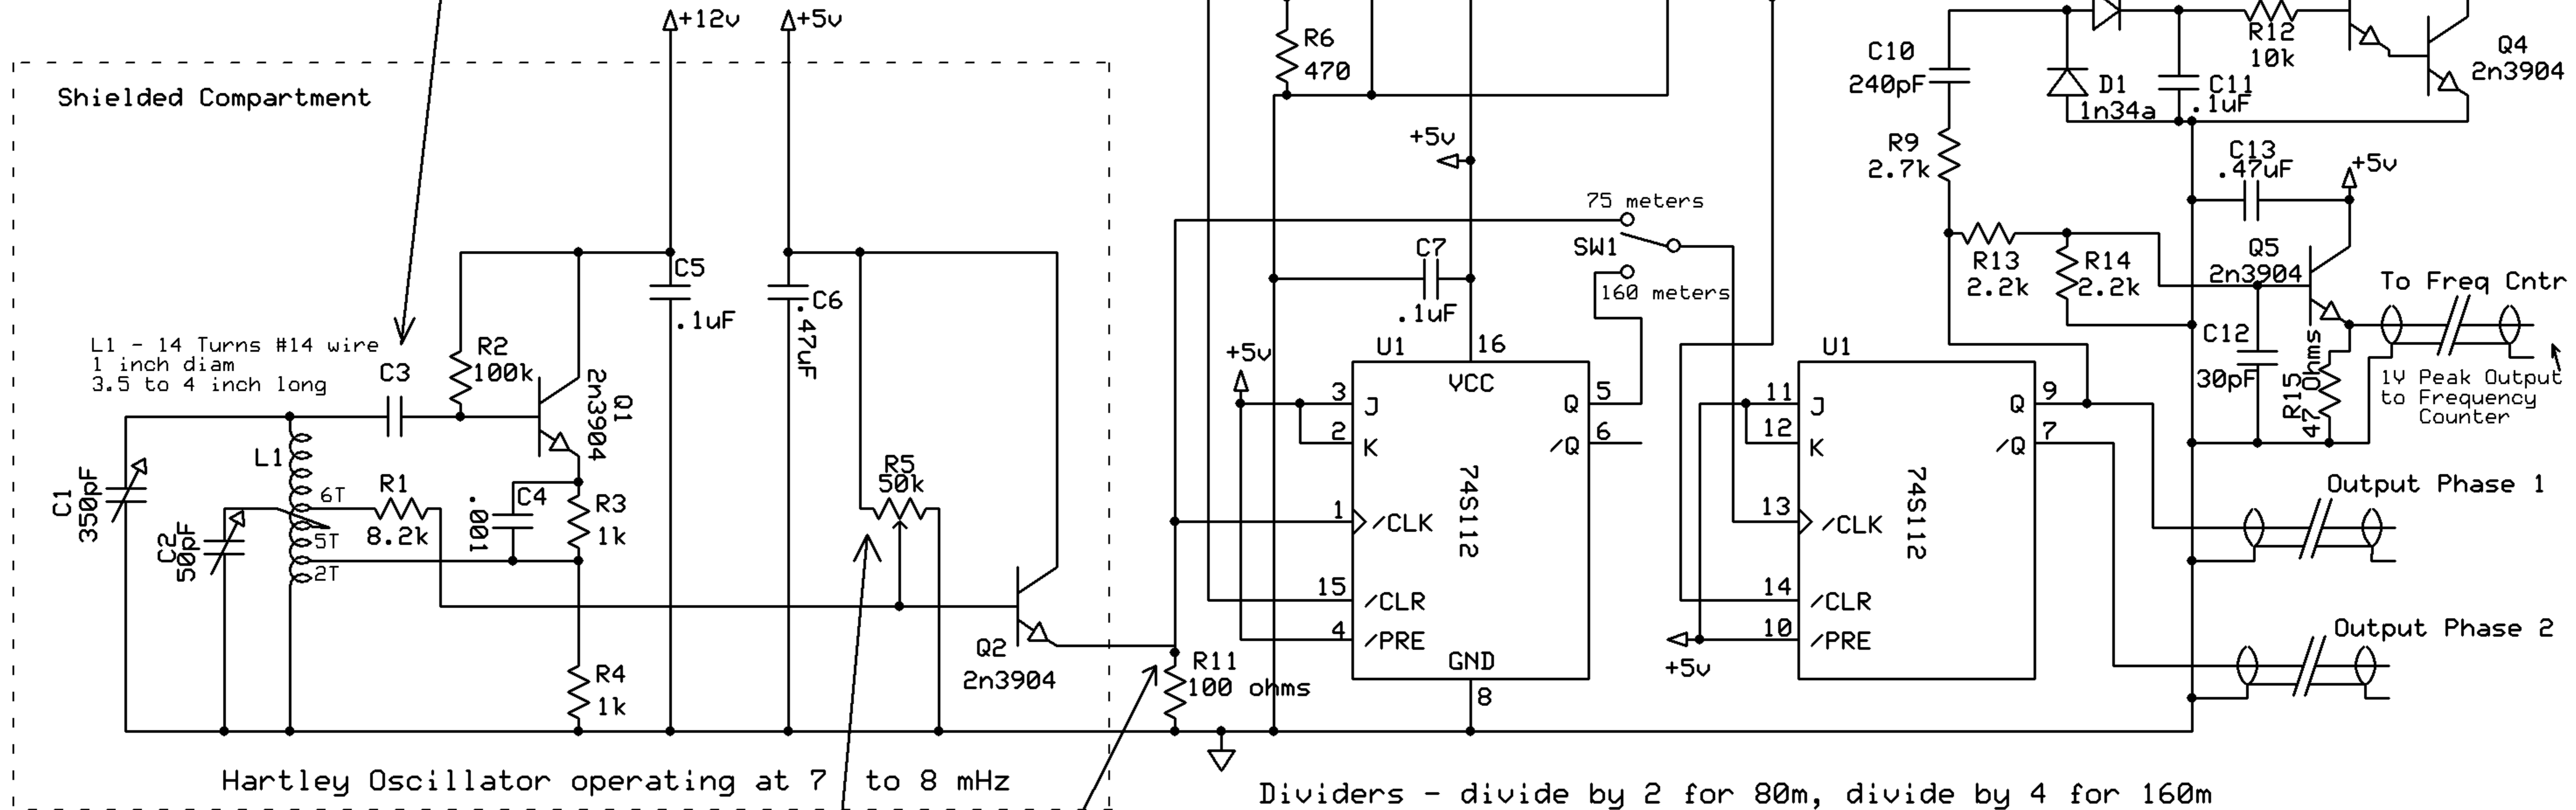 +12v
+5v
Shielded Compartment
L1 - 14 Turns #14 wire
1 inch diam
3.5 to 4 inch long
C3
R2
100k
2n3904
Q1
C5
.1uF
C6
.47uF
L1
C1
350pF
C2
50pF
6T
5T
2T
R1
8.2k
C4
.001
R3
1k
R4
1k
R5
50k
Q2
2n3904
R11
100 ohms
Hartley Oscillator operating at 7 to 8 mHz
R6
470
+5v
C7
.1uF
75 meters
SW1
160 meters
+5v
U1
16
VCC
3
J
2
K
1
/CLK
15
/CLR
4
/PRE
GND
8
Q
5
/Q
6
74S112
U1
11
J
12
K
13
/CLK
14
/CLR
10
/PRE
+5v
Q
9
/Q
7
74S112
Dividers - divide by 2 for 80m, divide by 4 for 160m
C10
240pF
D1
1n34a
C11
.1uF
R12
10k
Q4
2n3904
R9
2.7k
C13
.47uF
+5v
R13
2.2k
R14
2.2k
Q5
2n3904
To Freq Cntr
C12
30pF
R15
47 Ohms
1V Peak Output
to Frequency
Counter
Output Phase 1
Output Phase 2